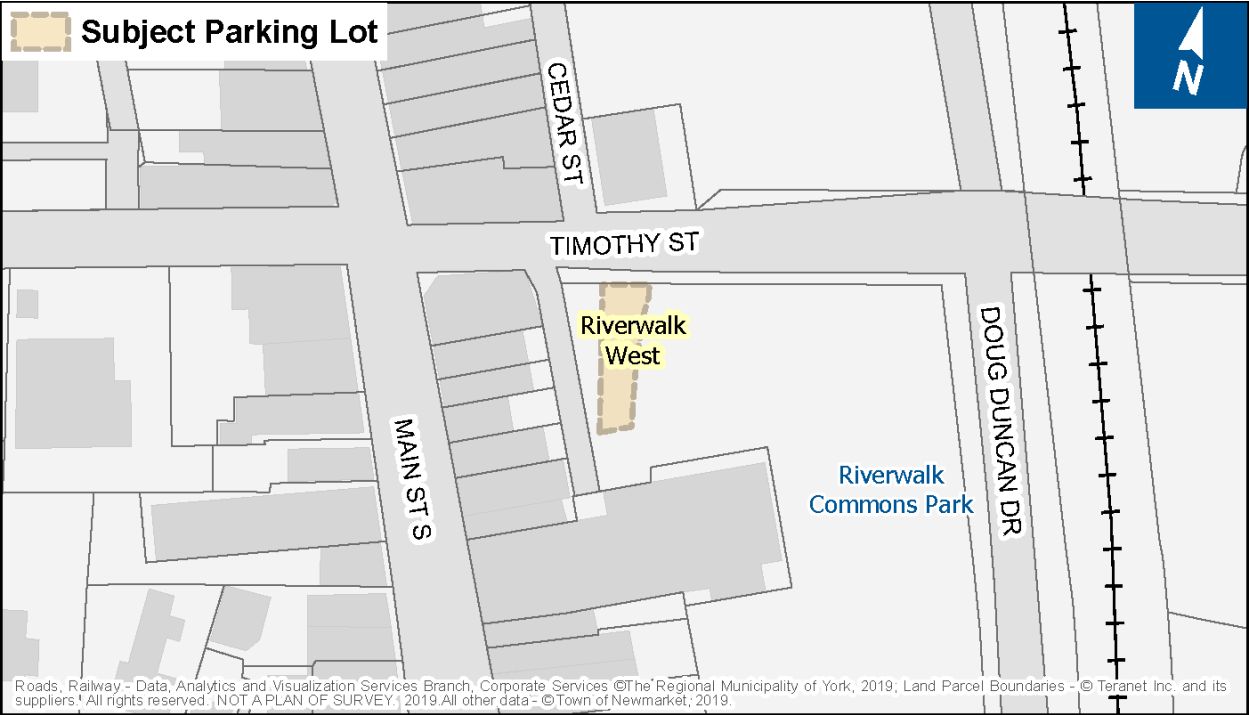 Subject Parking Lot
N
CEDAR ST
TIMOTHY ST
Riverwalk
West
DOUG DUNCAN DR
MAIN ST S
Riverwalk
Commons Park
Roads, Railway - Data, Analytics and Visualization Services Branch, Corporate Services ©The Regional Municipality of York, 2019; Land Parcel Boundaries - © Teranet Inc. and its
suppliers. All rights reserved. NOT A PLAN OF SURVEY. 2019.All other data - ©Town of Newmarket, 2019.